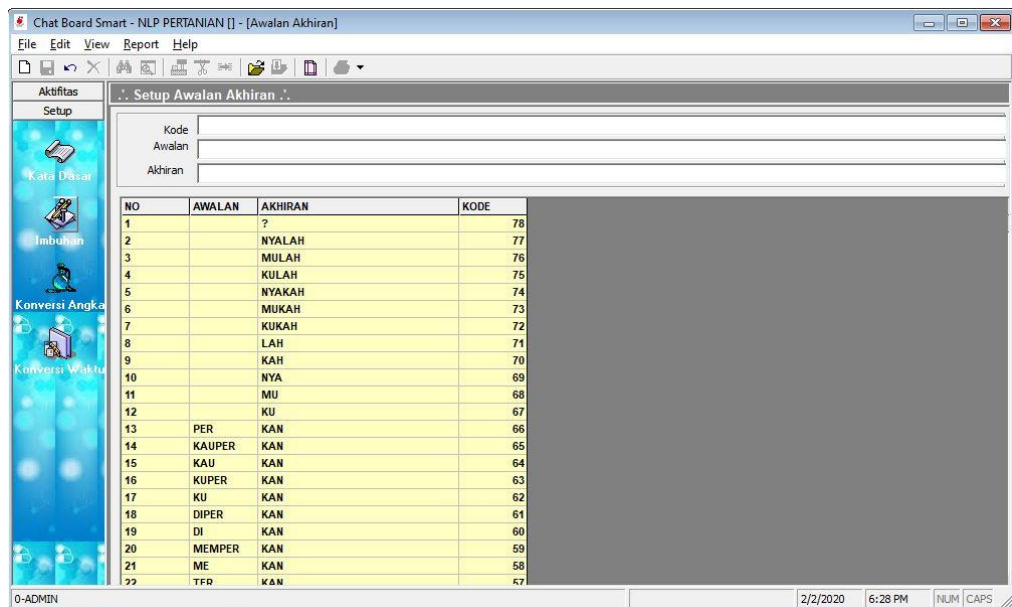 Chat Board Smart - NLP PERTANIAN [] - [Awalan Akhiran]
File Edit View Report Help
Aktifitas
Setup
Kata Dasar
Imbuhan
Konversi Angka
Konversi Waktu
.: Setup Awalan Akhiran :.
Kode
Awalan
Akhiran
NO AWALAN AKHIRAN KODE
1 ? 78
2 NYALAH 77
3 MULAH 76
4 KULAH 75
5 NYAKAH 74
6 MUKAH 73
7 KUKAH 72
8 LAH 71
9 KAH 70
10 NYA 69
11 MU 68
12 KU 67
13 PER KAN 66
14 KAUPER KAN 65
15 KAU KAN 64
16 KUPER KAN 63
17 KU KAN 62
18 DIPER KAN 61
19 DI KAN 60
20 MEMPER KAN 59
21 ME KAN 58
22 TER KAN 57
0-ADMIN 2/2/2020 6:28 PM NUM CAPS